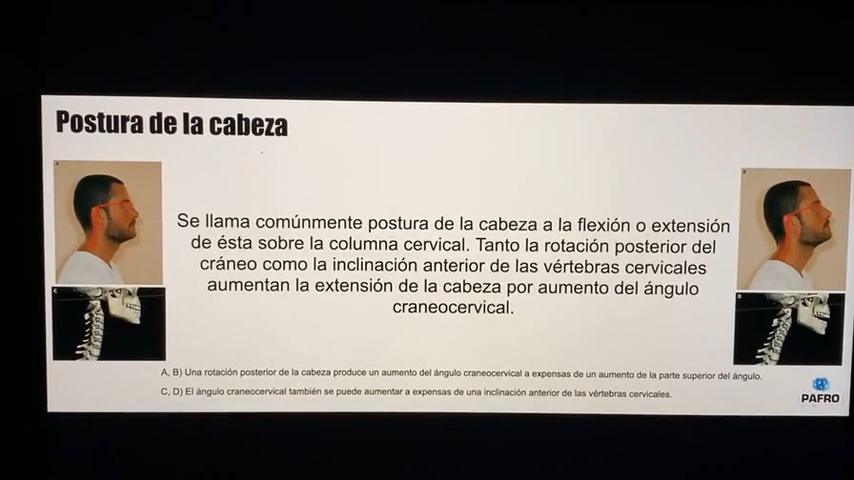 Postura de la cabeza
A
B
Se llama comúnmente postura de la cabeza a la flexión o extensión
de ésta sobre la columna cervical. Tanto la rotación posterior del
cráneo como la inclinación anterior de las vértebras cervicales
aumentan la extensión de la cabeza por aumento del ángulo
craneocervical.
C
D
A, B) Una rotación posterior de la cabeza produce un aumento del ángulo craneocervical a expensas de un aumento de la parte superior del ángulo.
C, D) El ángulo craneocervical también se puede aumentar a expensas de una inclinación anterior de las vértebras cervicales.
PAFRO